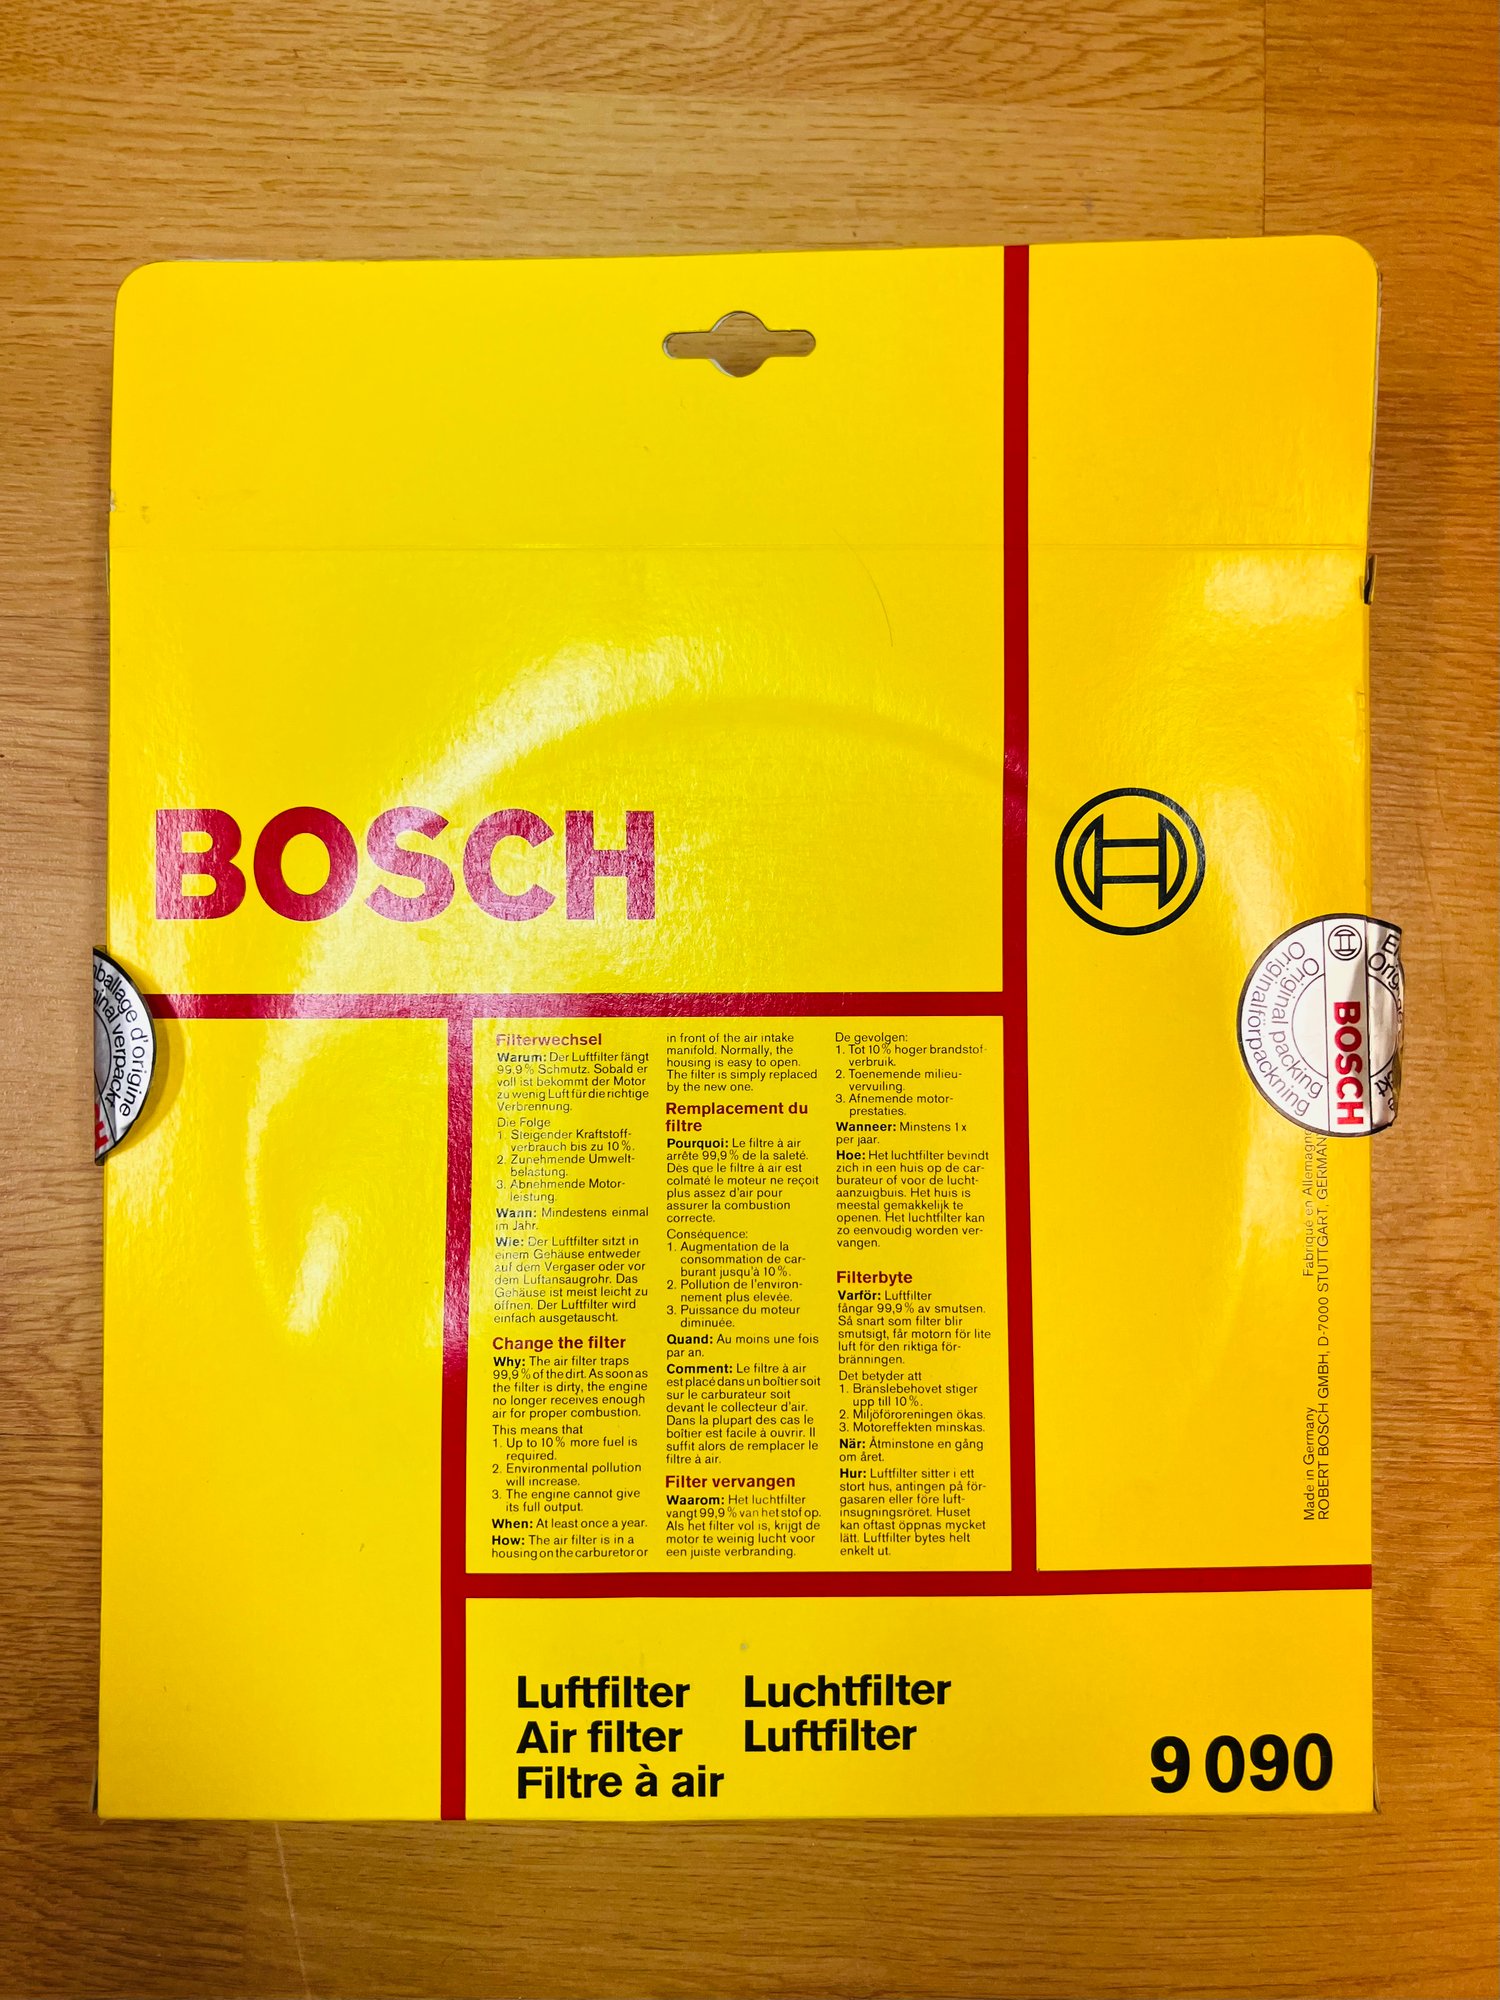 BOSCH
Filterwechsel
Warum: Der Luftfilter fängt
99.9% Schmutz. Sobald er
voll ist bekommt der Motor
zu wenig Luft für die richtige
Verbrennung.
Die Folge
1. Steigender Kraftstoff-
verbrauch bis zu 10%.
2. Zunehmende Umwelt-
belastung.
3. Abnehmende Motor-
leistung.
Wann: Mindestens einmal
im Jahr.
Wie: Der Luftfilter sitzt in
einem Gehäuse entweder
auf dem Vergaser oder vor
dem Luftansaugrohr. Das
Gehäuse ist meist leicht zu
öffnen. Der Luftfilter wird
einfach ausgetauscht.
Change the filter
Why: The air filter traps
99,9% of the dirt. As soon as
the filter is dirty, the engine
no longer receives enough
air for proper combustion.
This means that
1. Up to 10% more fuel is
required.
2. Environmental pollution
will increase.
3. The engine cannot give
its full output.
When: At least once a year.
How: The air filter is in a
housing on the carburetor or
in front of the air intake
manifold. Normally, the
housing is easy to open.
The filter is simply replaced
by the new one.
Remplacement du
filtre
Pourquoi: Le filtre à air
arrête 99,9% de la saleté.
Dès que le filtre à air est
colmaté le moteur ne reçoit
plus assez d'air pour
assurer la combustion
correcte.
Conséquence:
1. Augmentation de la
consommation de car-
burant jusqu'à 10%.
2. Pollution de l'environ-
nement plus elevée.
3. Puissance du moteur
diminuée.
Quand: Au moins une fois
par an.
Comment: Le filtre à air
est placé dans un boîtier soit
sur le carburateur soit
devant le collecteur d'air.
Dans la plupart des cas le
boîtier est facile à ouvrir. Il
suffit alors de remplacer le
filtre à air.
Filter vervangen
Waarom: Het luchtfilter
vangt 99,9% van het stof op.
Als het filter vol is, krijgt de
motor te weinig lucht voor
een juiste verbranding.
De gevolgen:
1. Tot 10% hoger brandstof-
verbruik.
2. Toenemende milieu-
vervuiling.
3. Afnemende motor-
prestaties.
Wanneer: Minstens 1x
per jaar.
Hoe: Het luchtfilter bevindt
zich in een huis op de car-
burateur of voor de lucht-
aanzuigbuis. Het huis is
meestal gemakkelijk te
openen. Het luchtfilter kan
zo eenvoudig worden ver-
vangen.
Filterbyte
Varför: Luftfilter
fångar 99,9% av smutsen.
Så snart som filter blir
smutsigt, får motorn för lite
luft för den riktiga för-
bränningen.
Det betyder att
1. Bränslebehovet stiger
upp till 10%.
2. Miljöföroreningen ökas.
3. Motoreffekten minskas.
När: Åtminstone en gång
om året.
Hur: Luftfilter sitter i ett
stort hus, antingen på för-
gasaren eller före luft-
insugningsröret. Huset
kan oftast öppnas mycket
lätt. Luftfilter bytes helt
enkelt ut.
Original packing
Originalförpackning
BOSCH
d'origine
verpackt
Made in Germany
Fabriqué en Allemagne
ROBERT BOSCH GMBH, D-7000 STUTTGART, GERMAN
Luftfilter
Air filter
Filtre à air
Luchtfilter
Luftfilter
9 090